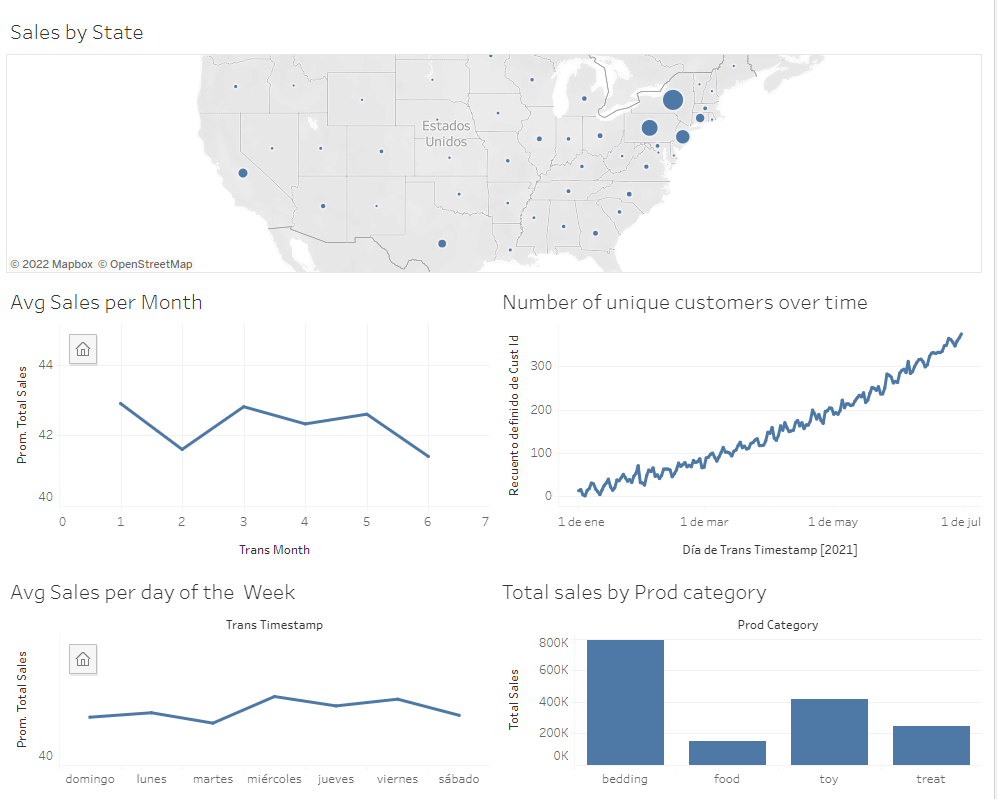 Sales by State
Estados
Unidos
© 2022 Mapbox © OpenStreetMap
Avg Sales per Month
Prom. Total Sales
44
42
40
0 1 2 3 4 5 6 7
Trans Month
Number of unique customers over time
Recuento definido de Cust Id
300
200
100
0
1 de ene 1 de mar 1 de may 1 de jul
Día de Trans Timestamp [2021]
Avg Sales per day of the Week
Trans Timestamp
Prom. Total Sales
40
domingo lunes martes miércoles jueves viernes sábado
Total sales by Prod category
Prod Category
Total Sales
800K
600K
400K
200K
0K
bedding food toy treat